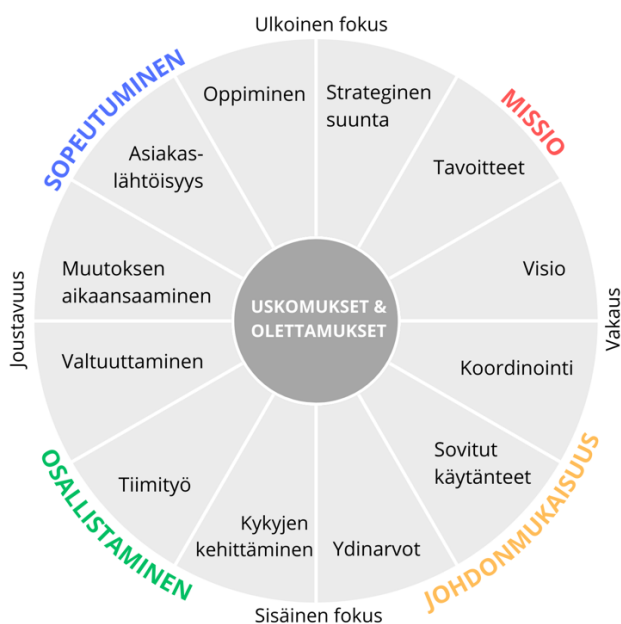 Ulkoinen fokus
SOPEUTUMINEN
MISSIO
Oppiminen
Strateginen
suunta
Asiakas-
lähtöisyys
Tavoitteet
Muutoksen
aikaansaaminen
Visio
Joustavuus
USKOMUKSET &
OLETTAMUKSET
Vakaus
Valtuuttaminen
Koordinointi
Tiimityö
Sovitut
käytänteet
Kykyjen
kehittäminen
Ydinarvot
OSALLISTAMINEN
JOHDONMUKAISUUS
Sisäinen fokus